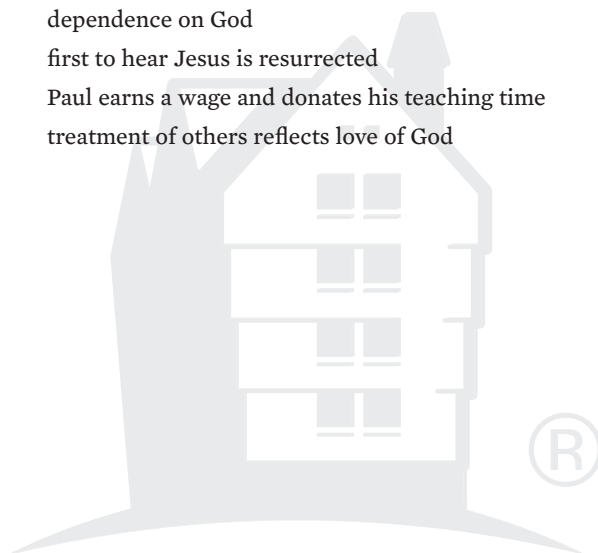 dependence on God
first to hear Jesus is resurrected
Paul earns a wage and donates his teaching time
treatment of others reflects love of God
®